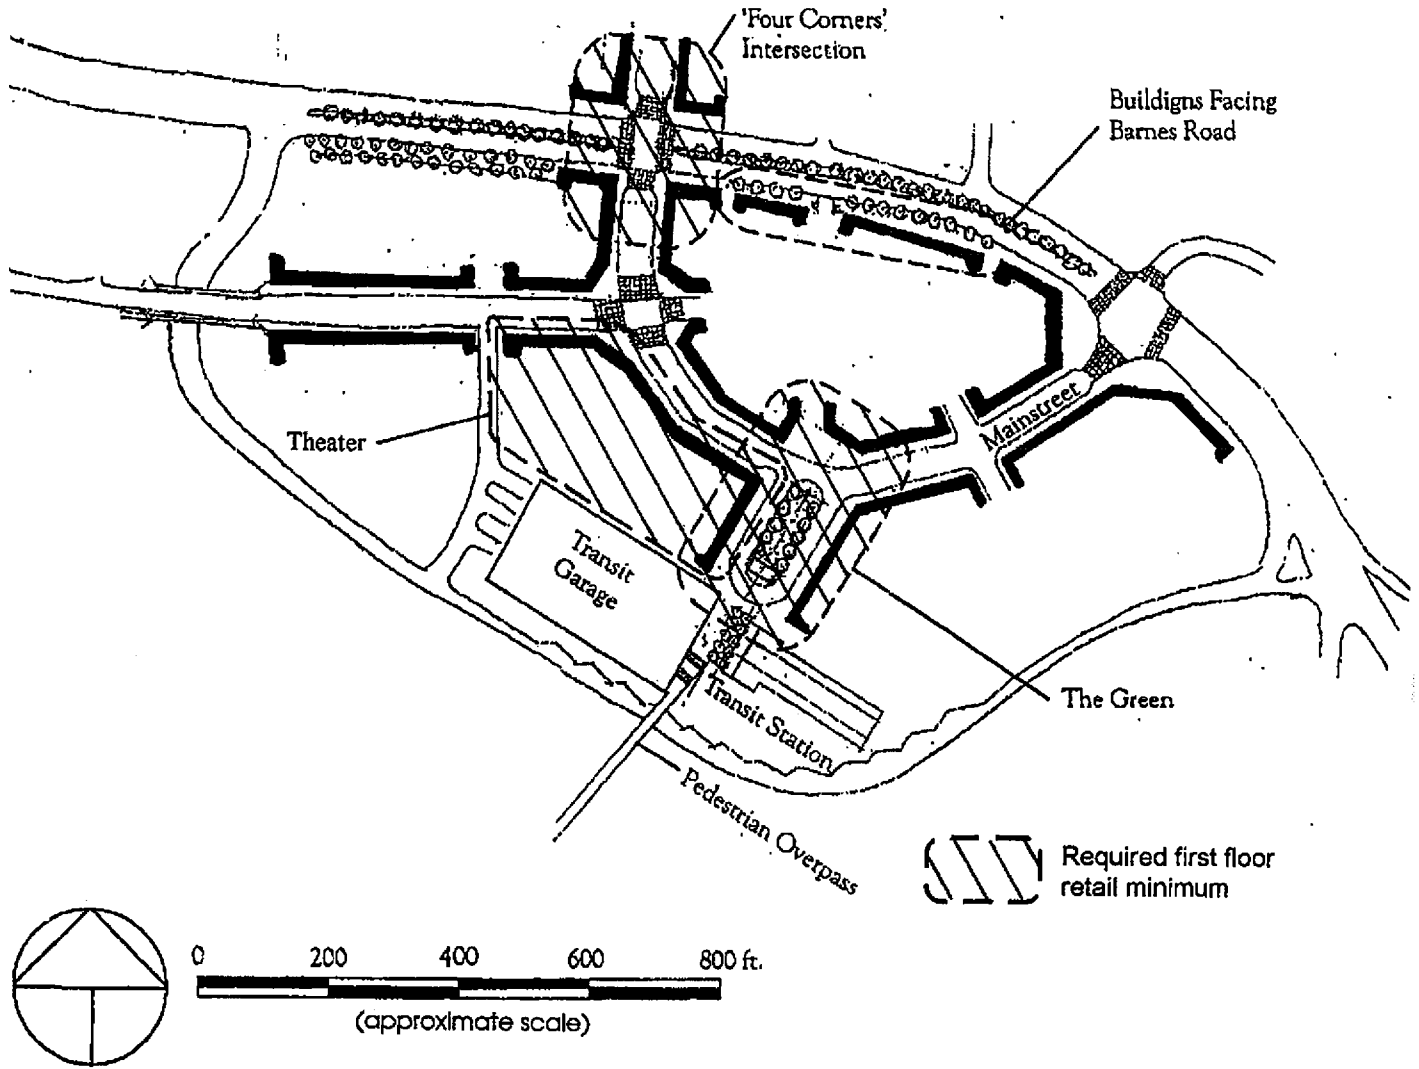 'Four Corners'
Intersection
Buildigns Facing
Barnes Road
Theater
Mainstreet
Transit
Garage
The Green
Transit Station
Pedestrian Overpass
Required first floor
retail minimum
0 200 400 600 800 ft.
(approximate scale)